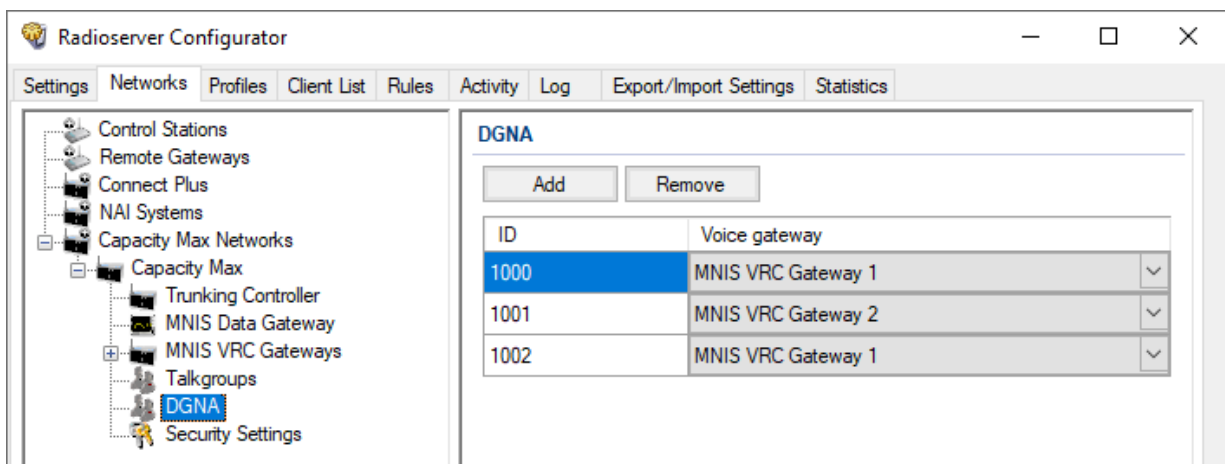 Radioserver Configurator
Settings Networks Profiles Client List Rules Activity Log Export/Import Settings Statistics
Control Stations
Remote Gateways
Connect Plus
NAI Systems
Capacity Max Networks
Capacity Max
Trunking Controller
MNIS Data Gateway
MNIS VRC Gateways
Talkgroups
DGNA
Security Settings
DGNA
Add Remove
ID Voice gateway
1000 MNIS VRC Gateway 1
1001 MNIS VRC Gateway 2
1002 MNIS VRC Gateway 1